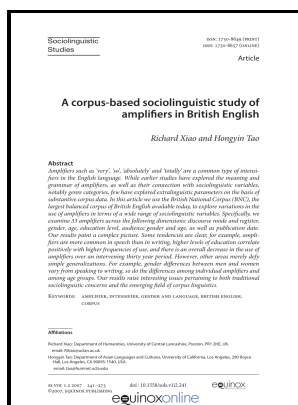 Sociolinguistic
Studies
ISSN: 1750-8649 (PRINT)
ISSN: 1750-8657 (ONLINE)
Article
A corpus-based sociolinguistic study of
amplifiers in British English
Richard Xiao and Hongyin Tao
Abstract
Amplifiers such as 'very', 'so', 'absolutely' and 'totally' are a common type of intensi-
fiers in the English language. While earlier studies have explored the meaning and
grammar of amplifiers, as well as their connection with sociolinguistic variables,
notably genre categories, few have explored extralinguistic parameters on the basis of
substantive corpus data. In this article we use the British National Corpus (BNC), the
largest balanced corpus of British English available today, to explore variations in the
use of amplifiers in terms of a wide range of sociolinguistic variables. Specifically, we
examine 33 amplifiers across the following dimensions: discourse mode and register,
gender, age, education level, audience gender and age, as well as publication date.
Our results paint a complex picture. Some tendencies are clear, for example, ampli-
fiers are more common in speech than in writing, higher levels of education correlate
positively with higher frequencies of use, and there is an overall decrease in the use of
amplifiers over an intervening thirty year period. However, other areas merely defy
simple generalizations. For example, gender differences between men and women
vary from speaking to writing, so do the differences among individual amplifiers and
among age groups. Our results raise interesting issues pertaining to both traditional
sociolinguistic concerns and the emerging field of corpus linguistics.
KEYWORDS: AMPLIFIER, INTENSIFIER, GENDER AND LANGUAGE, BRITISH ENGLISH,
CORPUS
Affiliations
Richard Xiao: Department of Humanities, University of Central Lancashire, Preston, PR1 2HE, UK.
Hongyin Tao: Department of Asian Languages and Cultures, University of California, Los Angeles, 290 Royce
Hall, Los Angeles, CA 90095-1540, USA.
SS VOL 1.2 2007 241–273
©2007, EQUINOX PUBLISHING
doi : 10.1558/sols.v1i2.241
equinox
equinoxonline